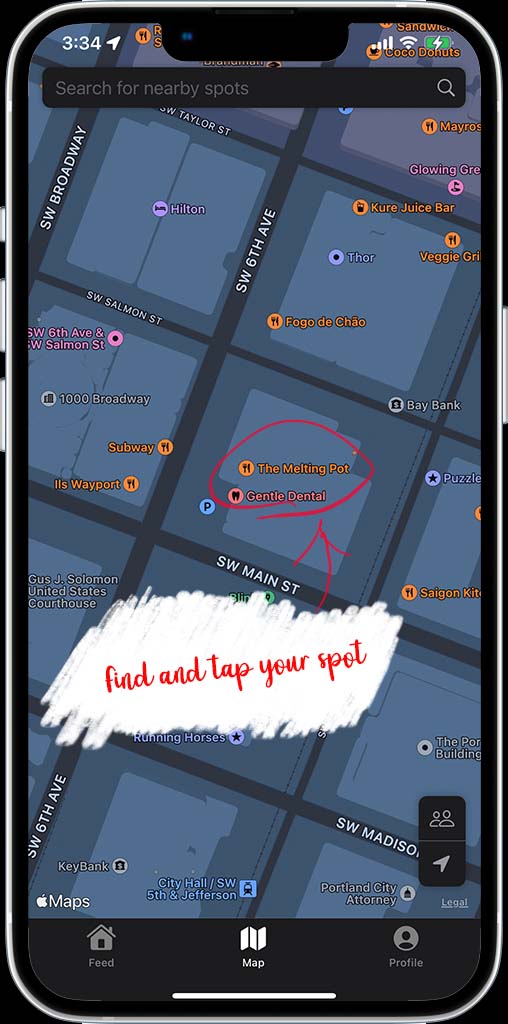 3:34
Sandwich
Coco Donuts
Search for nearby spots
SW TAYLOR ST
Mayros
SW BROADWAY
Glowing Gre
Hilton
Kure Juice Bar
SW 6TH AVE
Veggie Gri
Thor
SW SALMON ST
Fogo de Chão
SW 6th Ave &
SW Salmon St
1000 Broadway
Bay Bank
Subway
The Melting Pot
Ils Wayport
Puzzle
Gentle Dental
P
SW MAIN ST
Gus J. Solomon
United States
Courthouse
Saigon Kit
find and tap your spot
Running Horses
The Por
Building
SW 6TH AVE
SW MADISO
KeyBank
City Hall / SW
5th & Jefferson
Portland City
Attorney
Maps
Legal
Feed
Map
Profile